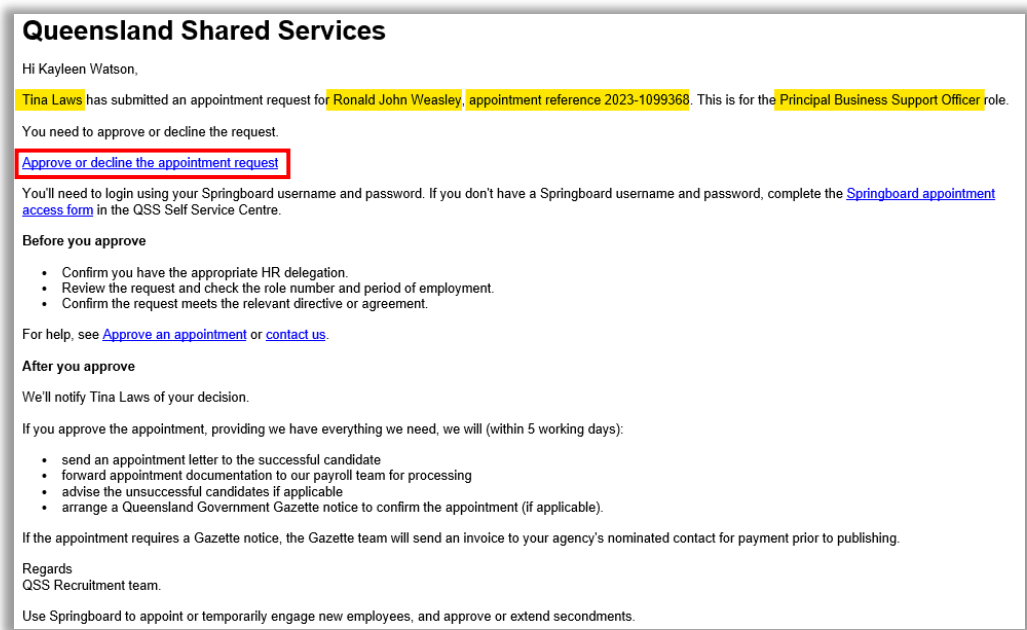 Queensland Shared Services
Hi Kayleen Watson,
Tina Laws has submitted an appointment request for Ronald John Weasley, appointment reference 2023-1099368. This is for the Principal Business Support Officer role.
You need to approve or decline the request.
Approve or decline the appointment request
You'll need to login using your Springboard username and password. If you don't have a Springboard username and password, complete the Springboard appointment
access form in the QSS Self Service Centre.
Before you approve
• Confirm you have the appropriate HR delegation.
• Review the request and check the role number and period of employment.
• Confirm the request meets the relevant directive or agreement.
For help, see Approve an appointment or contact us.
After you approve
We'll notify Tina Laws of your decision.
If you approve the appointment, providing we have everything we need, we will (within 5 working days):
• send an appointment letter to the successful candidate
• forward appointment documentation to our payroll team for processing
• advise the unsuccessful candidates if applicable
• arrange a Queensland Government Gazette notice to confirm the appointment (if applicable).
If the appointment requires a Gazette notice, the Gazette team will send an invoice to your agency's nominated contact for payment prior to publishing.
Regards
QSS Recruitment team.
Use Springboard to appoint or temporarily engage new employees, and approve or extend secondments.